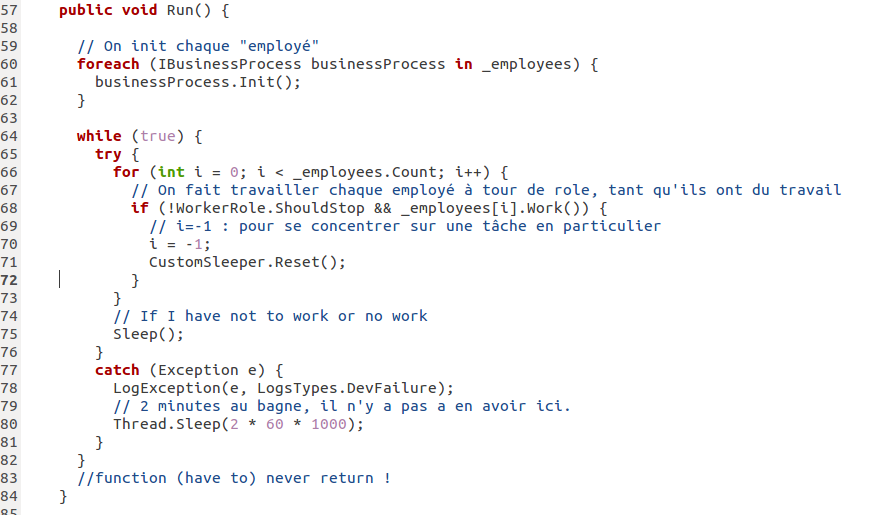 57 public void Run() {
58
59 // On init chaque "employé"
60 foreach (IBusinessProcess businessProcess in _employees) {
61 businessProcess.Init();
62 }
63
64 while (true) {
65 try {
66 for (int i = 0; i < _employees.Count; i++) {
67 // On fait travailler chaque employé à tour de role, tant qu'ils ont du travail
68 if (!WorkerRole.ShouldStop && _employees[i].Work()) {
69 // i=-1 : pour se concentrer sur une tâche en particulier
70 i = -1;
71 CustomSleeper.Reset();
72 }
73 }
74 // If I have not to work or no work
75 Sleep();
76 }
77 catch (Exception e) {
78 LogException(e, LogsTypes.DevFailure);
79 // 2 minutes au bagne, il n'y a pas a en avoir ici.
80 Thread.Sleep(2 * 60 * 1000);
81 }
82 }
83 //function (have to) never return !
84 }
85